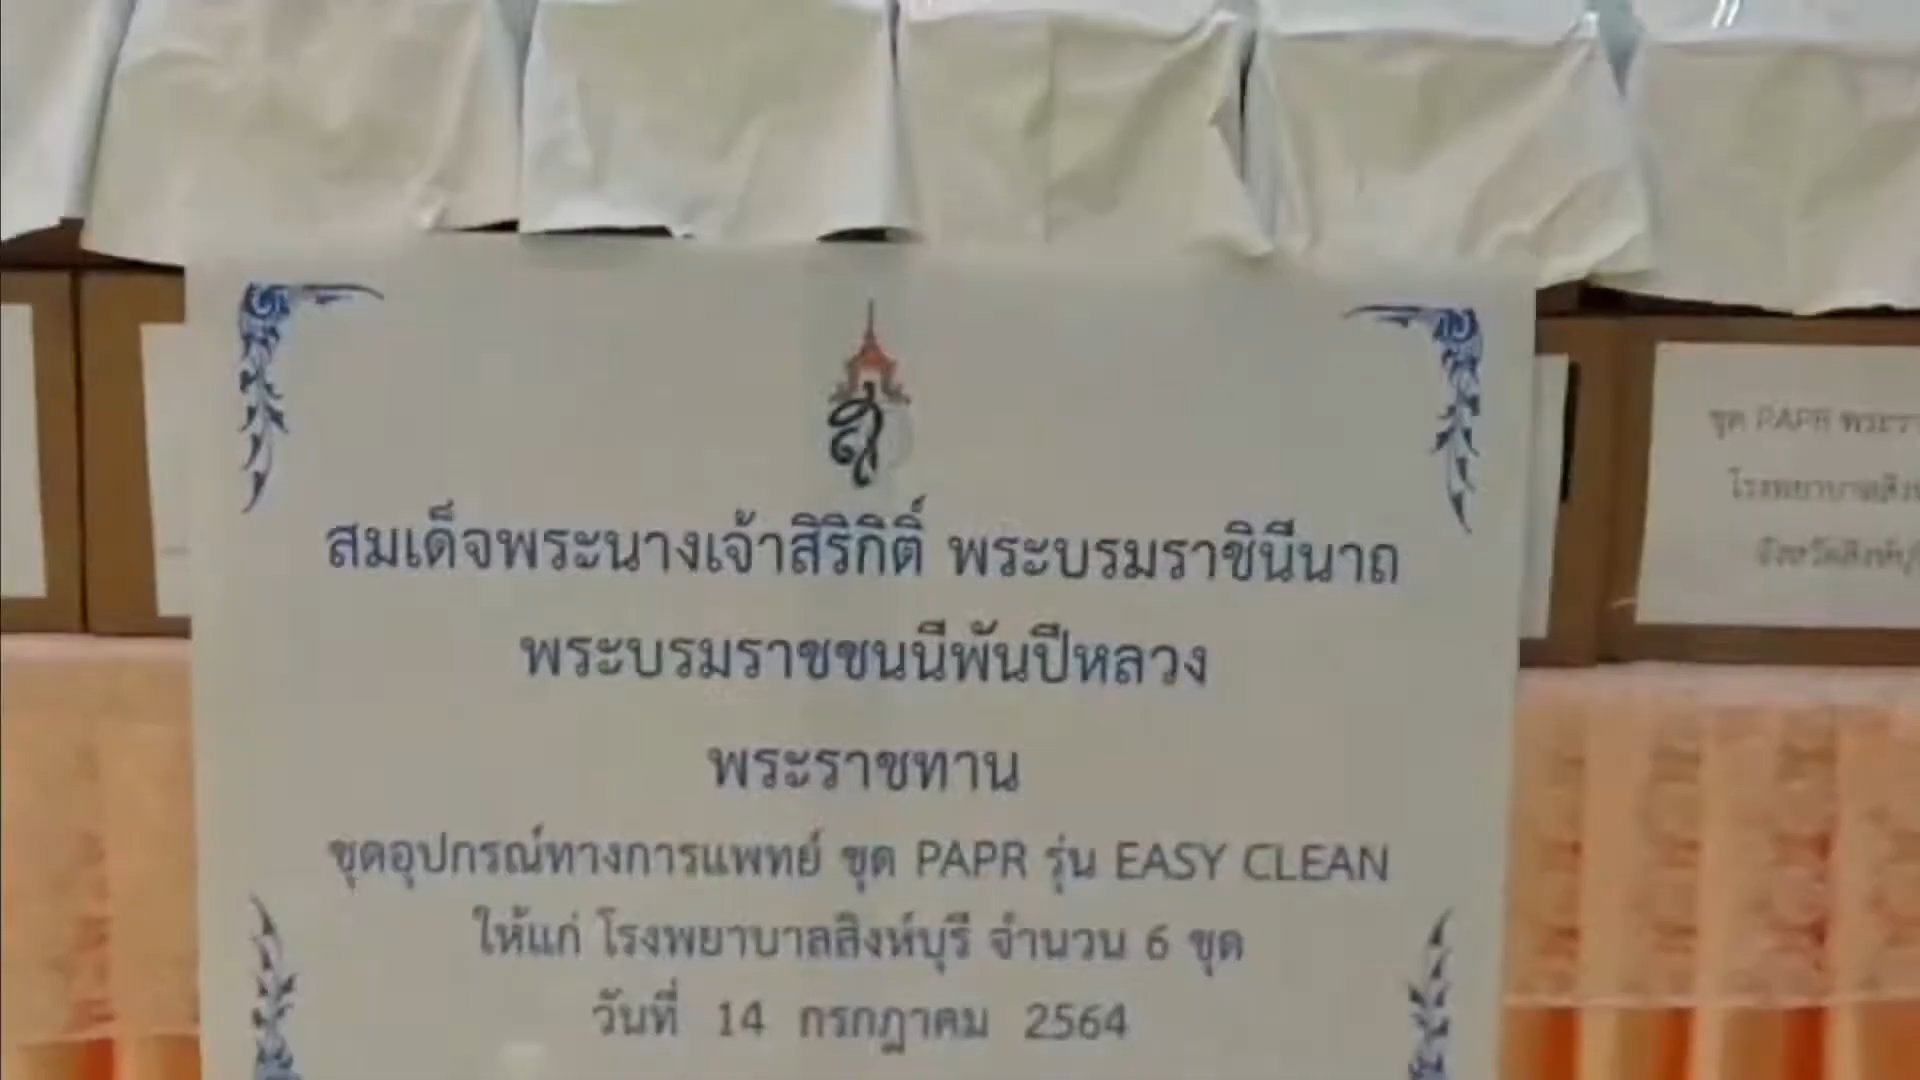 ส
สมเด็จพระนางเจ้าสิริกิติ์ พระบรมราชินีนาถ
พระบรมราชชนนีพันปีหลวง
พระราชทาน
ชุดอุปกรณ์ทางการแพทย์ ชุด PAPR รุ่น EASY CLEAN
ให้แก่ โรงพยาบาลสิงห์บุรี จำนวน 6 ชุด
วันที่ 14 กรกฎาคม 2564
ชุด PAPR